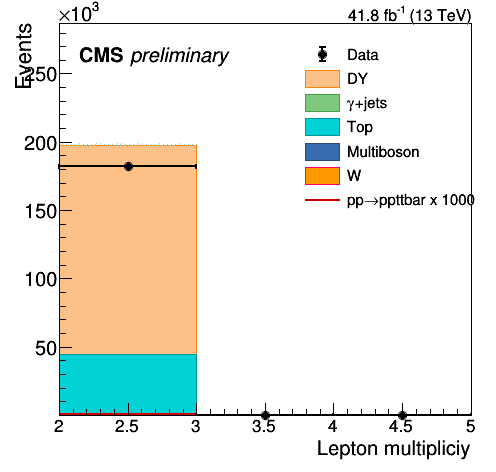 ×10³
41.8 fb⁻¹ (13 TeV)
Events
CMS preliminary
Data
DY
γ+jets
Top
Multiboson
W
pp→ppttbar x 1000
250
200
150
100
50
2 2.5 3 3.5 4 4.5 5
Lepton multipliciy